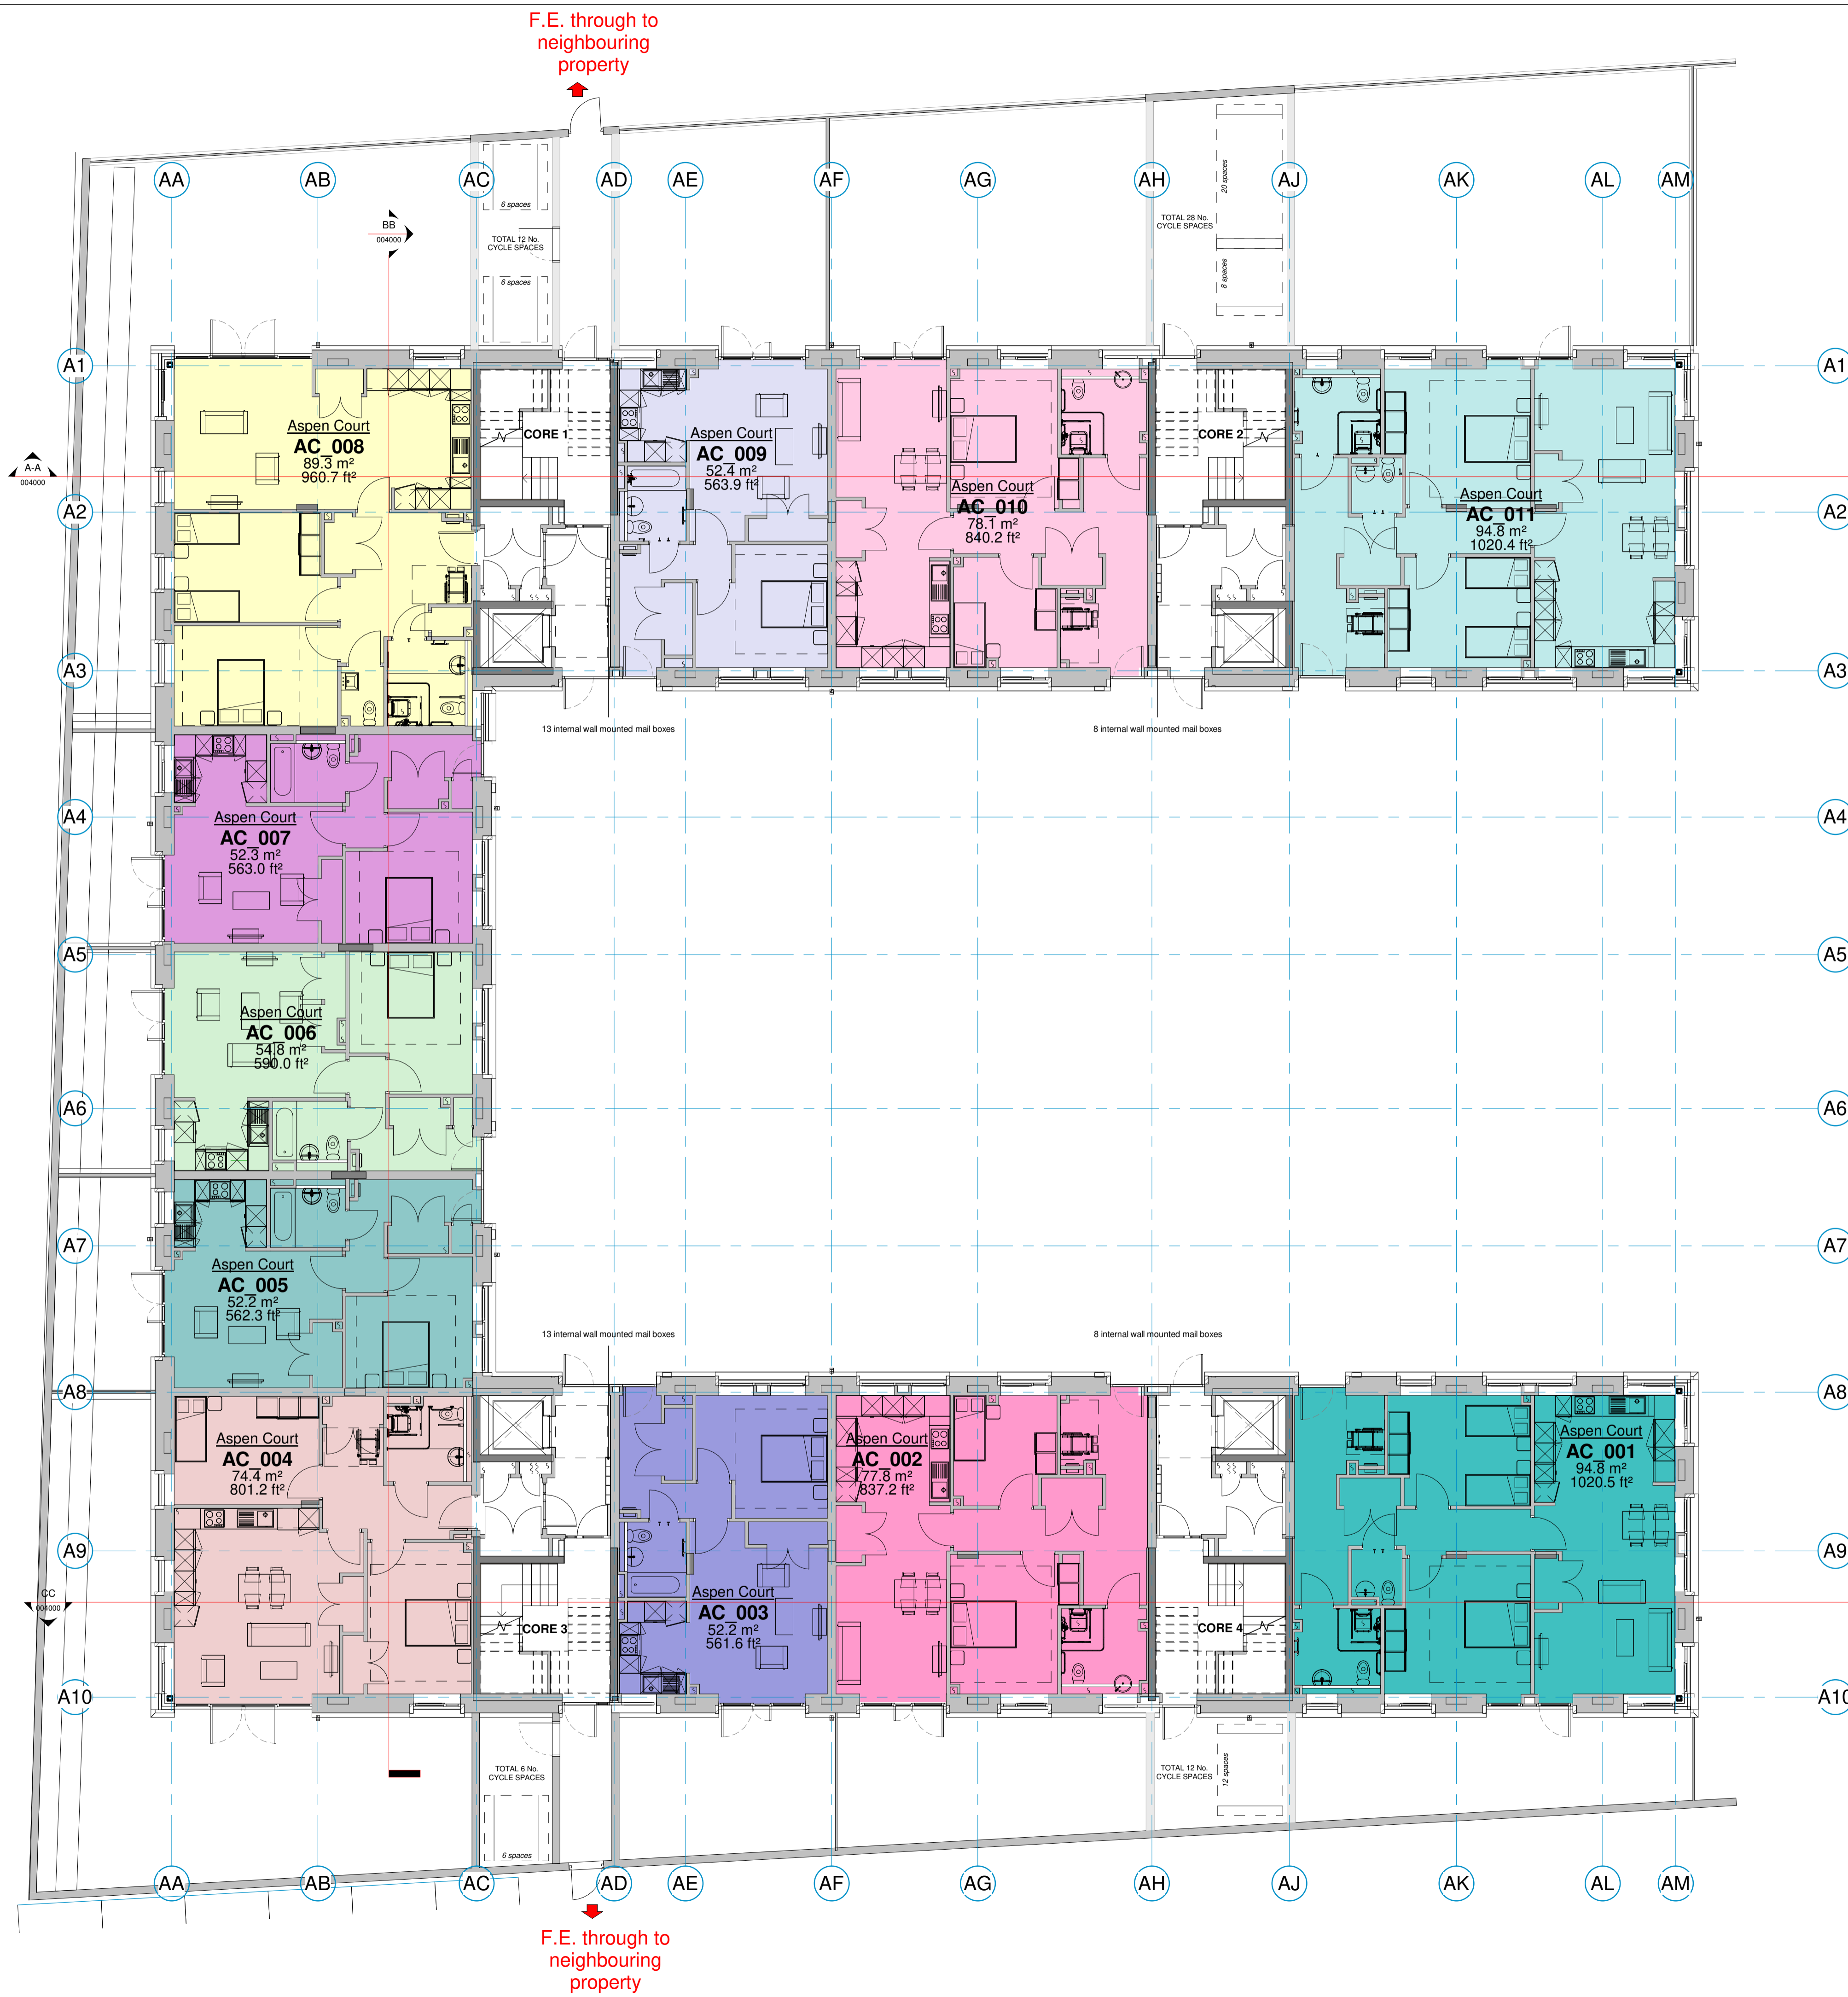 F.E. through to
neighbouring
property
AA
AB
AC
AD
AE
AF
AG
AH
AJ
AK
AL
AM
6 spaces
TOTAL 12 No.
CYCLE SPACES
6 spaces
20 spaces
TOTAL 28 No.
CYCLE SPACES
8 spaces
BB
004000
A1
A1
Aspen Court
AC_008
89.3 m²
960.7 ft²
CORE 1
Aspen Court
AC_009
52.4 m²
563.9 ft²
Aspen Court
AC_010
78.1 m²
840.2 ft²
CORE 2
Aspen Court
AC_011
94.8 m²
1020.4 ft²
A-A
004000
A2
A2
A3
A3
13 internal wall mounted mail boxes
8 internal wall mounted mail boxes
A4
A4
Aspen Court
AC_007
52.3 m²
563.0 ft²
A5
A5
Aspen Court
AC_006
54.8 m²
590.0 ft²
A6
A6
A7
A7
Aspen Court
AC_005
52.2 m²
562.3 ft²
13 internal wall mounted mail boxes
8 internal wall mounted mail boxes
A8
A8
Aspen Court
AC_004
74.4 m²
801.2 ft²
Aspen Court
AC_002
77.8 m²
837.2 ft²
Aspen Court
AC_001
94.8 m²
1020.5 ft²
A9
A9
CC
004000
Aspen Court
AC_003
52.2 m²
561.6 ft²
CORE 3
CORE 4
A10
A10
TOTAL 6 No.
CYCLE SPACES
6 spaces
TOTAL 12 No.
CYCLE SPACES
12 spaces
AA
AB
AC
AD
AE
AF
AG
AH
AJ
AK
AL
AM
F.E. through to
neighbouring
property